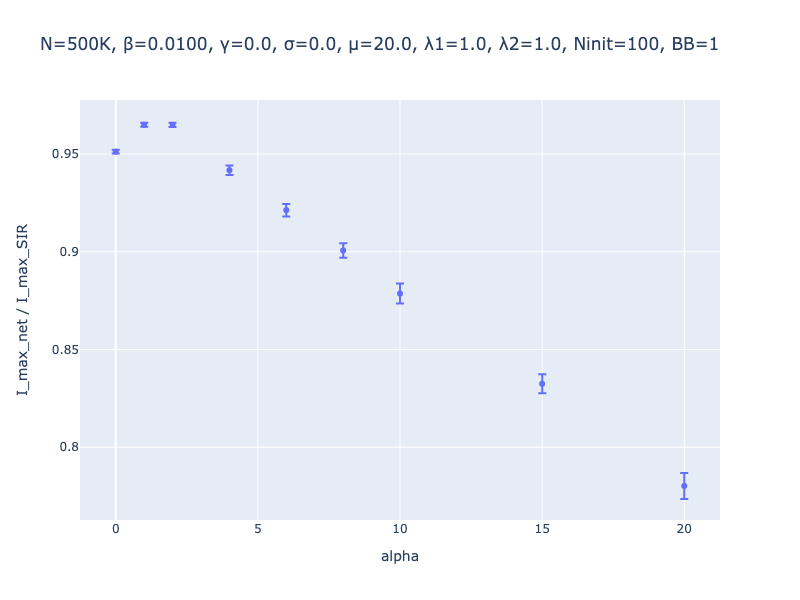 N=500K, β=0.0100, γ=0.0, σ=0.0, μ=20.0, λ1=1.0, λ2=1.0, Ninit=100, BB=1
0.95
0.9
0.85
0.8
I_max_net / I_max_SIR
0 5 10 15 20
alpha